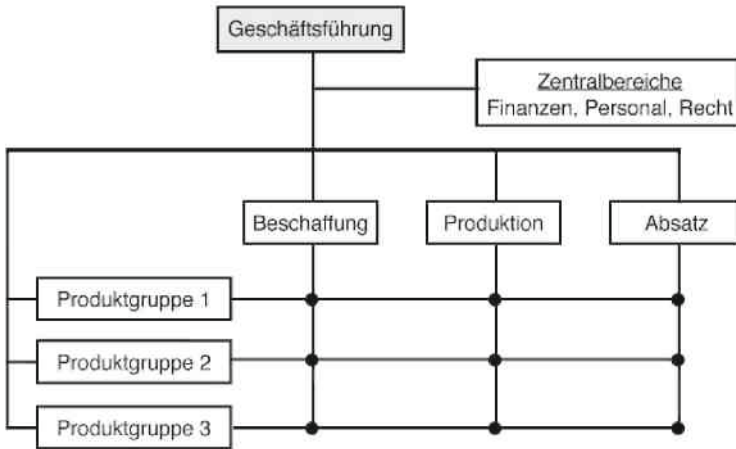 Geschäftsführung
Zentralbereiche
Finanzen, Personal, Recht
Beschaffung
Produktion
Absatz
Produktgruppe 1
Produktgruppe 2
Produktgruppe 3